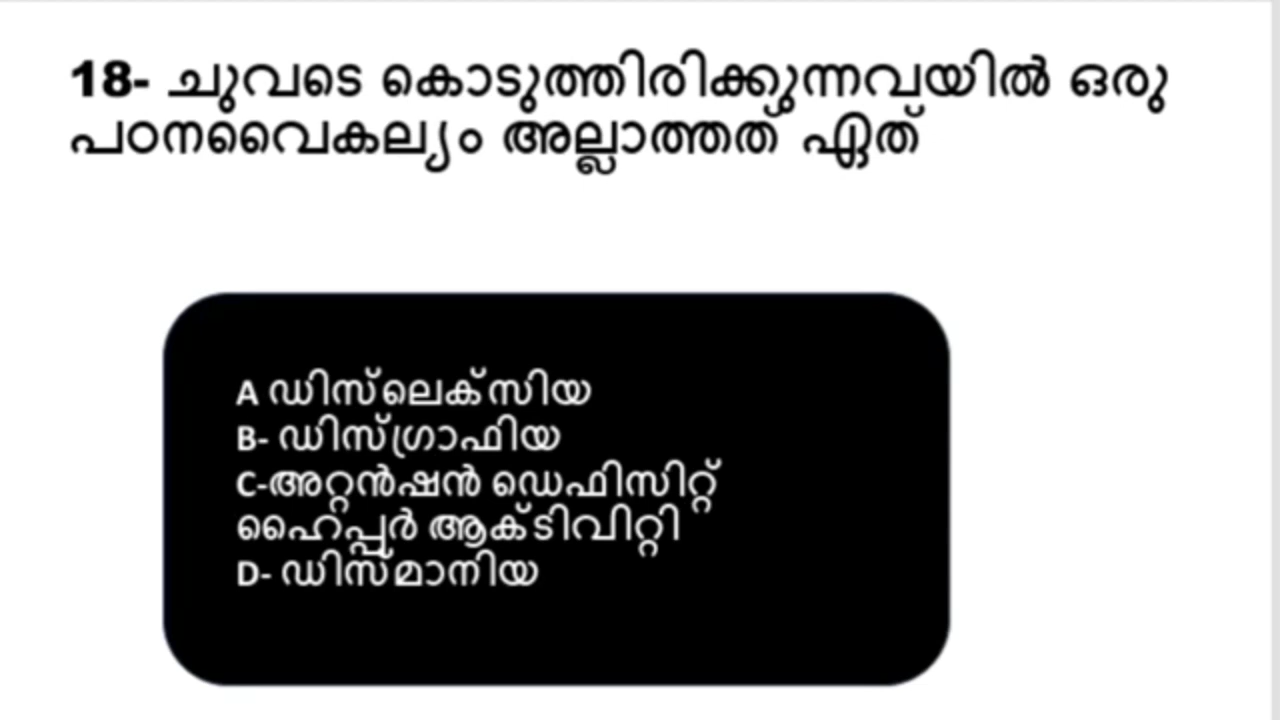 18- ചുവടെ കൊടുത്തിരിക്കുന്നവയിൽ ഒരു
പഠനവൈകല്യം അല്ലാത്തത് ഏത്
A ഡിസ്ലെക്സിയ
B- ഡിസ്ഗ്രാഫിയ
C-അറ്റൻഷൻ ഡെഫിസിറ്റ്
ഹൈപ്പർ ആക്ടിവിറ്റി
D- ഡിസ്മാനിയ